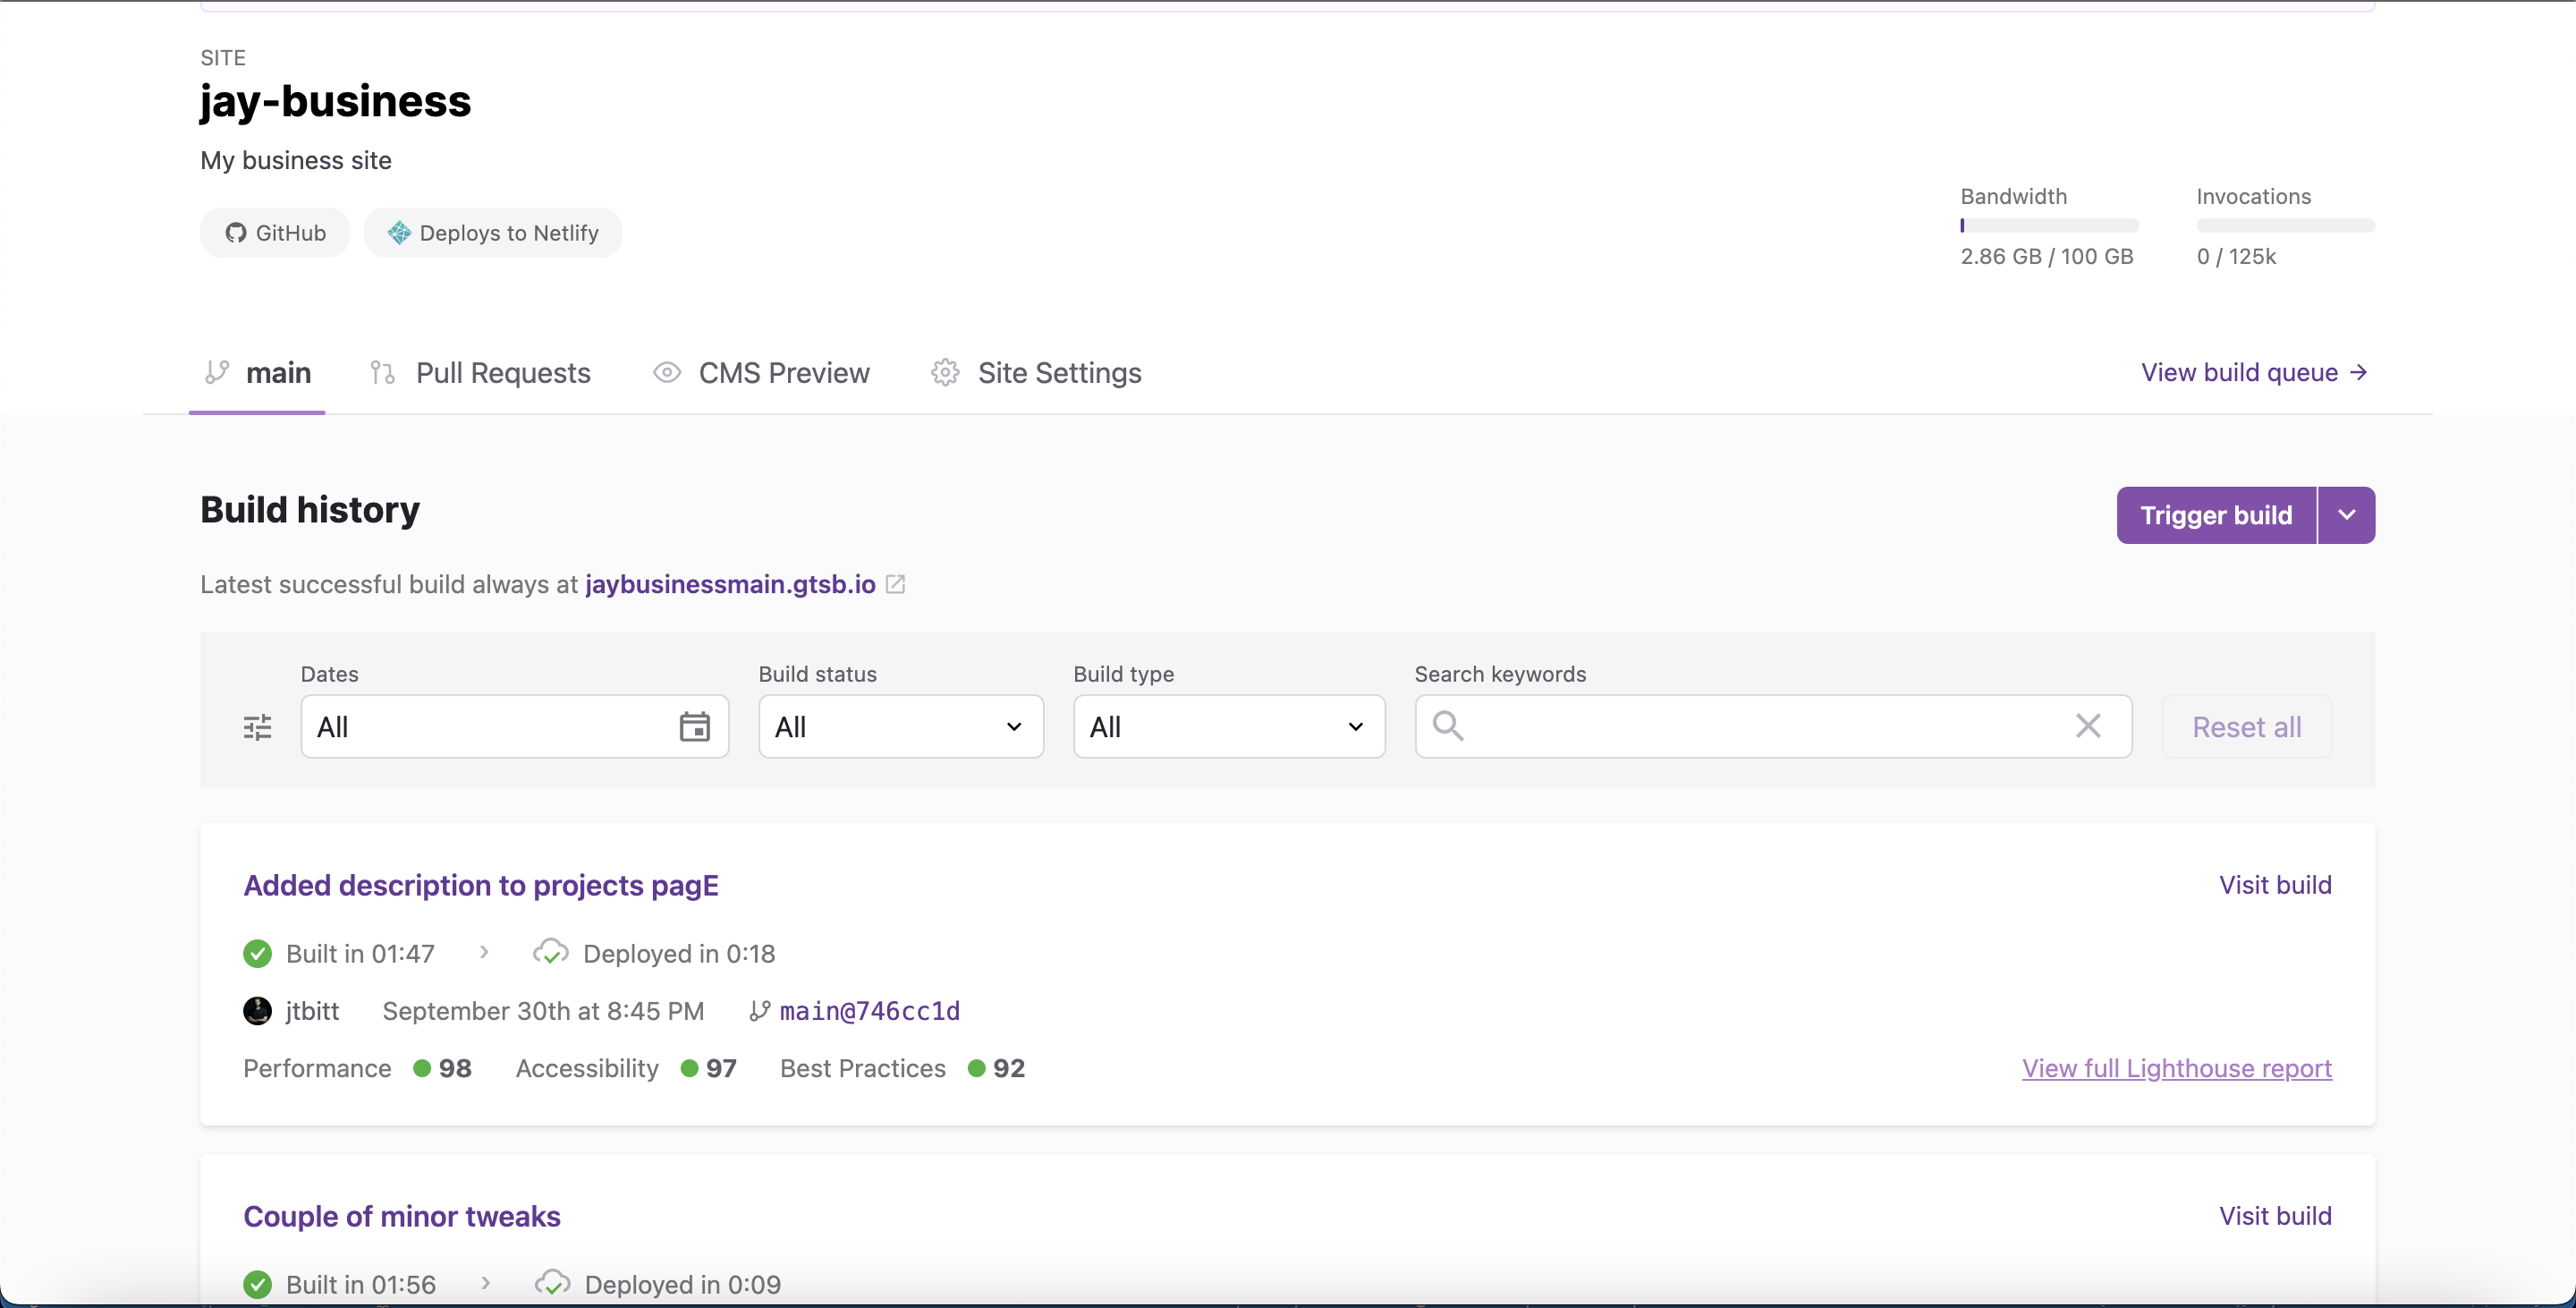 SITE
jay-business
My business site
GitHub Deploys to Netlify
Bandwidth Invocations
2.86 GB / 100 GB 0 / 125k
main Pull Requests CMS Preview Site Settings View build queue →
Build history Trigger build
Latest successful build always at jaybusinessmain.gtsb.io
Dates Build status Build type Search keywords
All All All Reset all
Added description to projects pagE Visit build
Built in 01:47 › Deployed in 0:18
jtbitt September 30th at 8:45 PM main@746cc1d
Performance 98 Accessibility 97 Best Practices 92 View full Lighthouse report
Couple of minor tweaks Visit build
Built in 01:56 › Deployed in 0:09